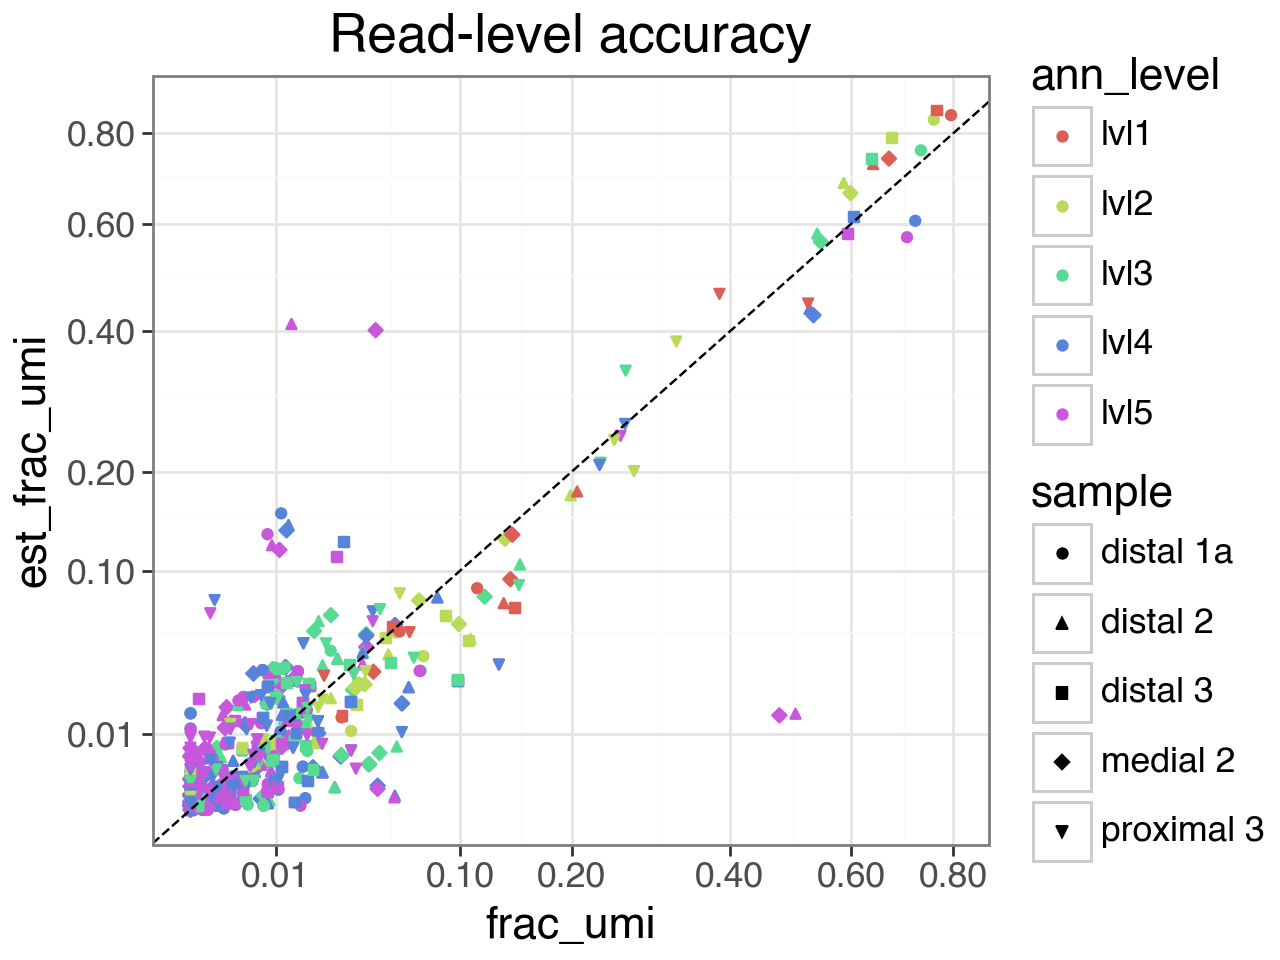 Read-level accuracy
est_frac_umi
0.80
0.60
0.40
0.20
0.10
0.01
0.01
0.10
0.20
0.40
0.60
0.80
frac_umi
ann_level
lvl1
lvl2
lvl3
lvl4
lvl5
sample
distal 1a
distal 2
distal 3
medial 2
proximal 3